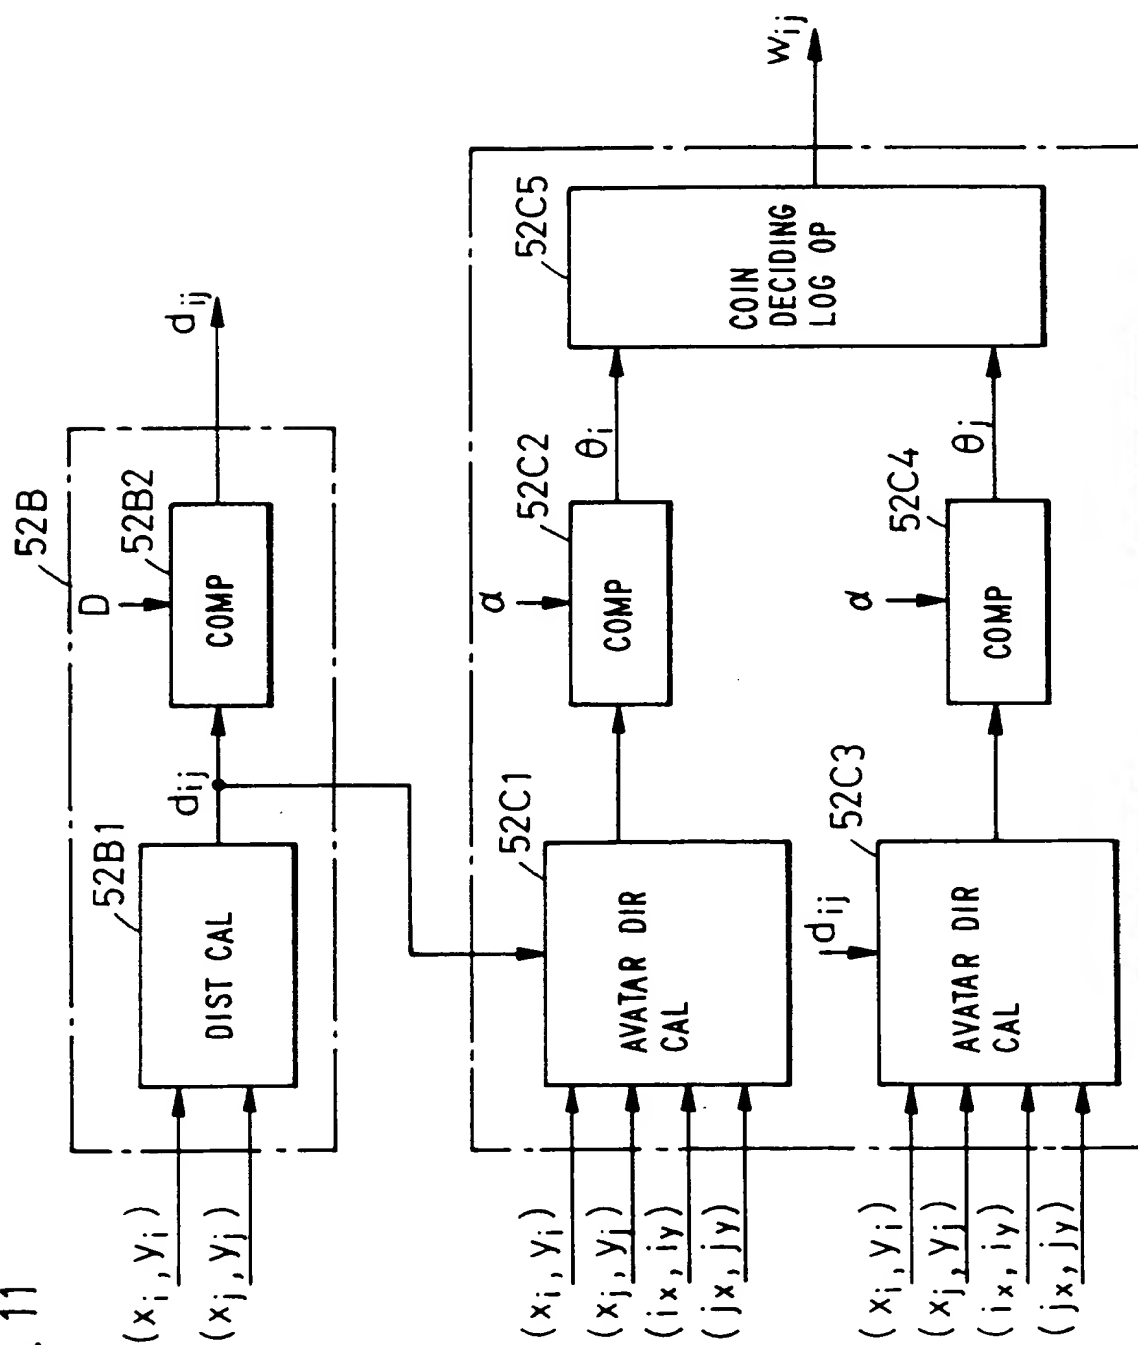 . 11
52B
52B1
DIST CAL
(xi, yi)
(xj, yj)
dij
D
52B2
COMP
dij
52C1
AVATAR DIR
CAL
(xi, yi)
(xj, yj)
(ix, iy)
(jx, jy)
α
52C2
COMP
θi
52C3
dij
AVATAR DIR
CAL
(xi, yi)
(xj, yj)
(ix, iy)
(jx, jy)
α
52C4
COMP
θj
52C5
COIN
DECIDING
LOG OP
wij